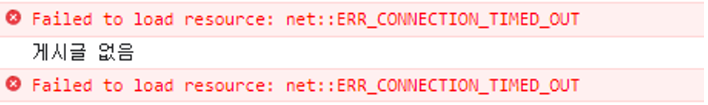 Failed to load resource: net::ERR_CONNECTION_TIMED_OUT
게시글 없음
Failed to load resource: net::ERR_CONNECTION_TIMED_OUT